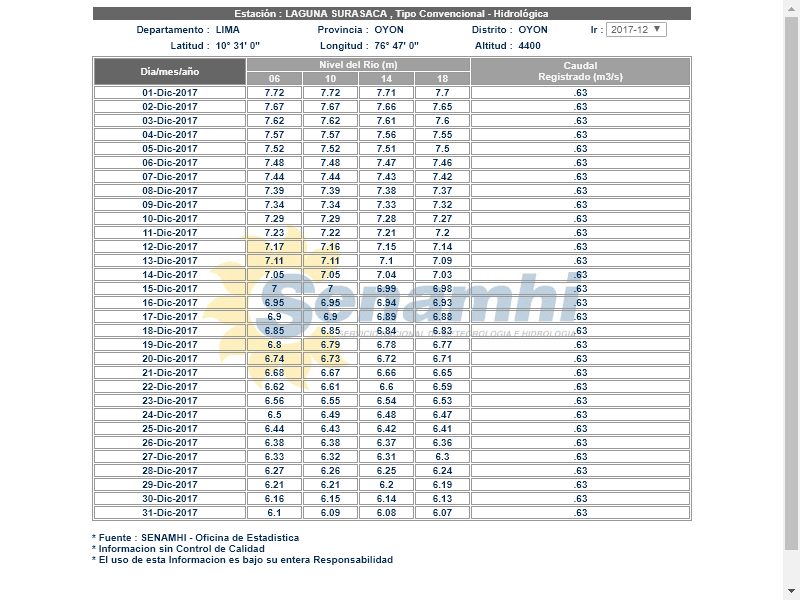 Estación : LAGUNA SURASACA , Tipo Convencional - Hidrológica
Departamento : LIMA Provincia : OYON Distrito : OYON Ir : 2017-12
Latitud : 10° 31' 0" Longitud : 76° 47' 0" Altitud : 4400
Dia/mes/año Nivel del Río (m) Caudal Registrado (m3/s)
06 10 14 18
01-Dic-2017 7.72 7.72 7.71 7.7 .63
02-Dic-2017 7.67 7.67 7.66 7.65 .63
03-Dic-2017 7.62 7.62 7.61 7.6 .63
04-Dic-2017 7.57 7.57 7.56 7.55 .63
05-Dic-2017 7.52 7.52 7.51 7.5 .63
06-Dic-2017 7.48 7.48 7.47 7.46 .63
07-Dic-2017 7.44 7.44 7.43 7.42 .63
08-Dic-2017 7.39 7.39 7.38 7.37 .63
09-Dic-2017 7.34 7.34 7.33 7.32 .63
10-Dic-2017 7.29 7.29 7.28 7.27 .63
11-Dic-2017 7.23 7.22 7.21 7.2 .63
12-Dic-2017 7.17 7.16 7.15 7.14 .63
13-Dic-2017 7.11 7.11 7.1 7.09 .63
14-Dic-2017 7.05 7.05 7.04 7.03 .63
15-Dic-2017 7 7 6.99 6.98 .63
16-Dic-2017 6.95 6.95 6.94 6.93 .63
17-Dic-2017 6.9 6.9 6.89 6.88 .63
18-Dic-2017 6.85 6.85 6.84 6.83 .63
19-Dic-2017 6.8 6.79 6.78 6.77 .63
20-Dic-2017 6.74 6.73 6.72 6.71 .63
21-Dic-2017 6.68 6.67 6.66 6.65 .63
22-Dic-2017 6.62 6.61 6.6 6.59 .63
23-Dic-2017 6.56 6.55 6.54 6.53 .63
24-Dic-2017 6.5 6.49 6.48 6.47 .63
25-Dic-2017 6.44 6.43 6.42 6.41 .63
26-Dic-2017 6.38 6.38 6.37 6.36 .63
27-Dic-2017 6.33 6.32 6.31 6.3 .63
28-Dic-2017 6.27 6.26 6.25 6.24 .63
29-Dic-2017 6.21 6.21 6.2 6.19 .63
30-Dic-2017 6.16 6.15 6.14 6.13 .63
31-Dic-2017 6.1 6.09 6.08 6.07 .63
Senamhi
SERVICIO NACIONAL DE METEOROLOGIA E HIDROLOGIA
* Fuente : SENAMHI - Oficina de Estadistica
* Informacion sin Control de Calidad
* El uso de esta Informacion es bajo su entera Responsabilidad